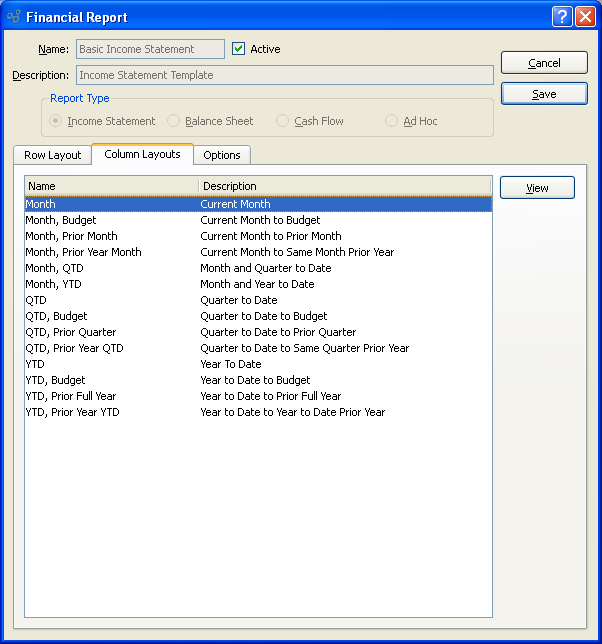 Financial Report
Name: Basic Income Statement Active
Cancel
Description: Income Statement Template
Save
Report Type
Income Statement Balance Sheet Cash Flow Ad Hoc
Row Layout Column Layouts Options
Name Description
View
Month Current Month
Month, Budget Current Month to Budget
Month, Prior Month Current Month to Prior Month
Month, Prior Year Month Current Month to Same Month Prior Year
Month, QTD Month and Quarter to Date
Month, YTD Month and Year to Date
QTD Quarter to Date
QTD, Budget Quarter to Date to Budget
QTD, Prior Quarter Quarter to Date to Prior Quarter
QTD, Prior Year QTD Quarter to Date to Same Quarter Prior Year
YTD Year To Date
YTD, Budget Year to Date to Budget
YTD, Prior Full Year Year to Date to Prior Full Year
YTD, Prior Year YTD Year to Date to Year to Date Prior Year